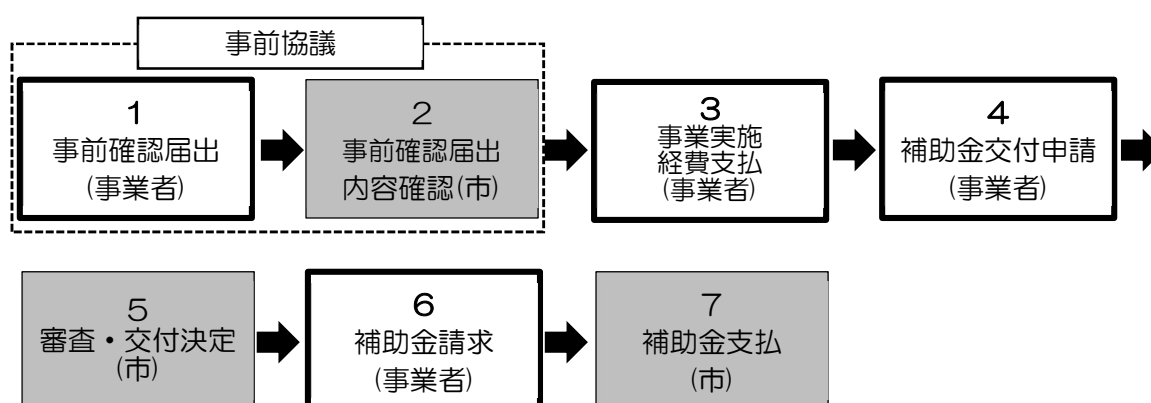 事前協議
1
事前確認届出
(事業者)
2
事前確認届出
内容確認(市)
3
事業実施
経費支払
(事業者)
4
補助金交付申請
(事業者)
5
審査・交付決定
(市)
6
補助金請求
(事業者)
7
補助金支払
(市)